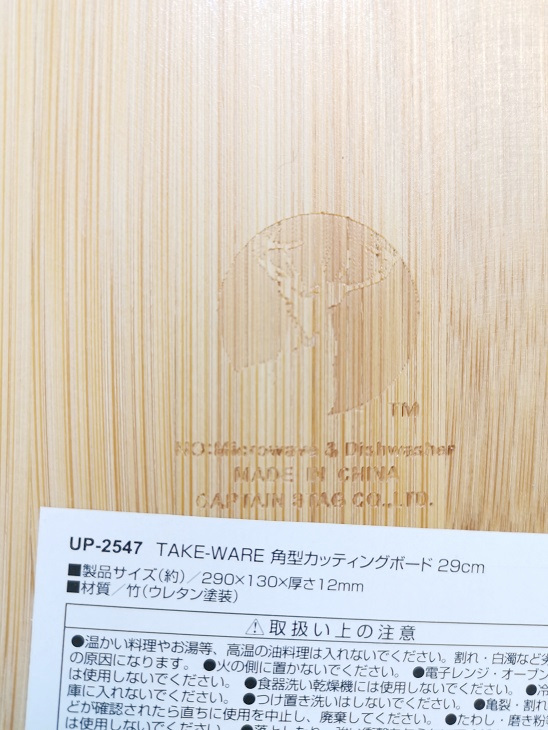 TM
NO:Microwave & Dishwasher
MADE IN CHINA
CAPTAIN STAG CO.,LTD.
UP-2547 TAKE-WARE 角型カッティングボード 29cm
■製品サイズ(約)／290×130×厚さ12mm
■材質／竹(ウレタン塗装)
⚠取扱い上の注意
●温かい料理やお湯等、高温の油料理は入れないでください。割れ・白濁など
の原因になります。 ●火の側に置かないでください。 ●電子レンジ・オーブン
は使用しないでください。 ●食器洗い乾燥機には使用しないでください。 ●冷
庫に入れないでください。 ●つけ置き洗いはしないでください。 ●亀裂・割れ
どが確認されたら直ちに使用を中止し、廃棄してください。 ●たわし・磨き粉
は使用しないでください。